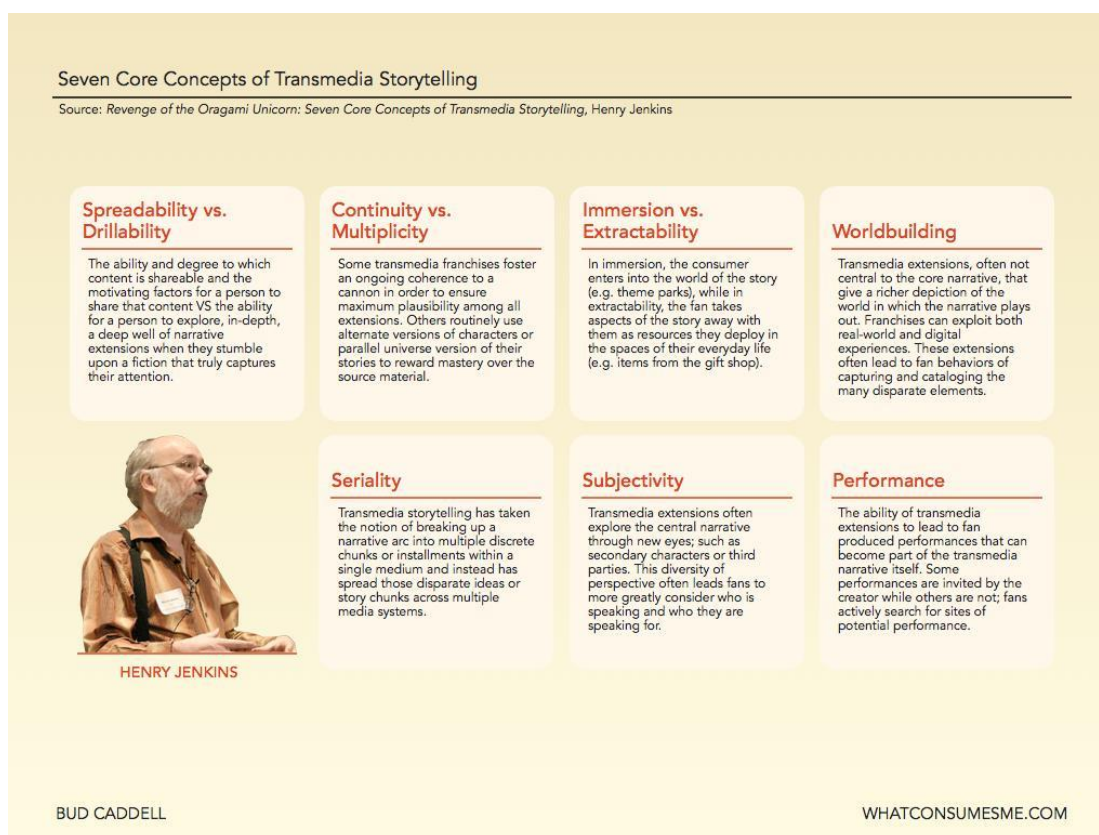 Seven Core Concepts of Transmedia Storytelling
Source: Revenge of the Oragami Unicorn: Seven Core Concepts of Transmedia Storytelling, Henry Jenkins
Spreadability vs.
Drillability
The ability and degree to which
content is shareable and the
motivating factors for a person to
share that content VS the ability
for a person to explore, in-depth,
a deep well of narrative
extensions when they stumble
upon a fiction that truly captures
their attention.
Continuity vs.
Multiplicity
Some transmedia franchises foster
an ongoing coherence to a
cannon in order to ensure
maximum plausibility among all
extensions. Others routinely use
alternate versions of characters or
parallel universe version of their
stories to reward mastery over the
source material.
Immersion vs.
Extractability
In immersion, the consumer
enters into the world of the story
(e.g. theme parks), while in
extractability, the fan takes
aspects of the story away with
them as resources they deploy in
the spaces of their everyday life
(e.g. items from the gift shop).
Worldbuilding
Transmedia extensions, often not
central to the core narrative, that
give a richer depiction of the
world in which the narrative plays
out. Franchises can exploit both
real-world and digital
experiences. These extensions
often lead to fan behaviors of
capturing and cataloging the
many disparate elements.
HENRY JENKINS
Seriality
Transmedia storytelling has taken
the notion of breaking up a
narrative arc into multiple discrete
chunks or installments within a
single medium and instead has
spread those disparate ideas or
story chunks across multiple
media systems.
Subjectivity
Transmedia extensions often
explore the central narrative
through new eyes; such as
secondary characters or third
parties. This diversity of
perspective often leads fans to
more greatly consider who is
speaking and who they are
speaking for.
Performance
The ability of transmedia
extensions to lead to fan
produced performances that can
become part of the transmedia
narrative itself. Some
performances are invited by the
creator while others are not; fans
actively search for sites of
potential performance.
BUD CADDELL
WHATCONSUMESME.COM